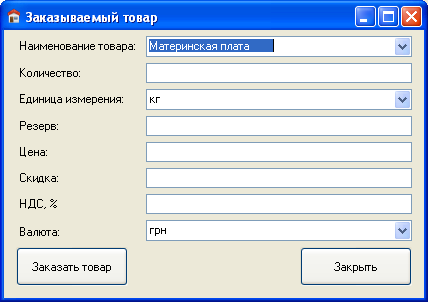 Заказываемый товар
Наименование товара: Материнская плата
Количество:
Единица измерения: кг
Резерв:
Цена:
Скидка:
НДС, %
Валюта: грн
Заказать товар Закрыть